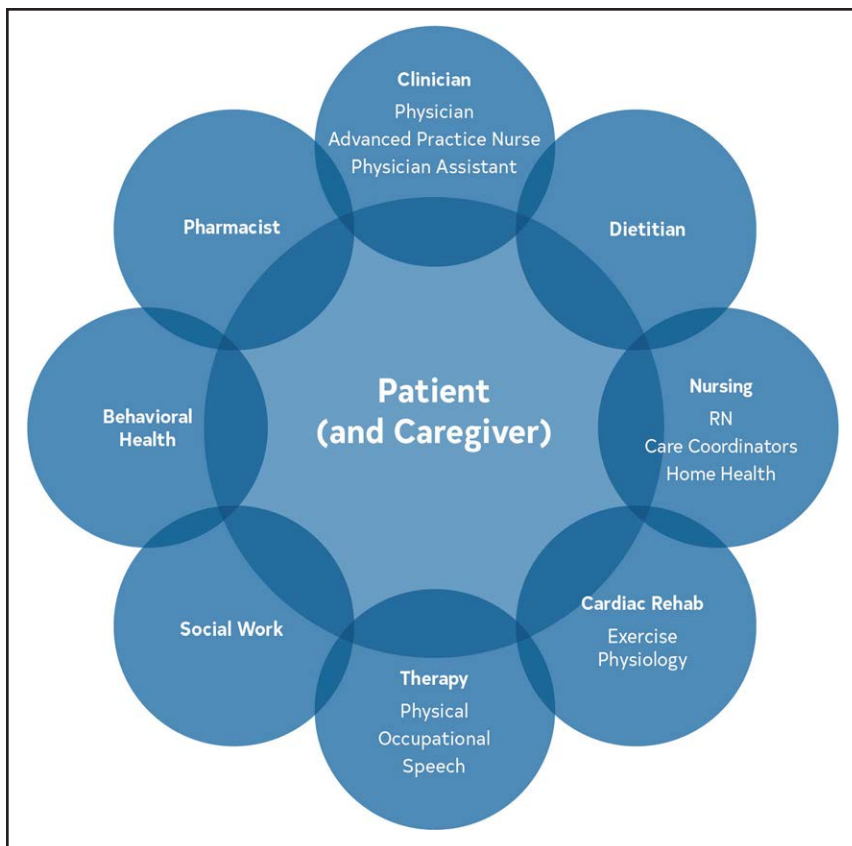 Clinician
Physician
Advanced Practice Nurse
Physician Assistant
Pharmacist
Dietitian
Patient
(and Caregiver)
Behavioral
Health
Nursing
RN
Care Coordinators
Home Health
Social Work
Cardiac Rehab
Exercise
Physiology
Therapy
Physical
Occupational
Speech